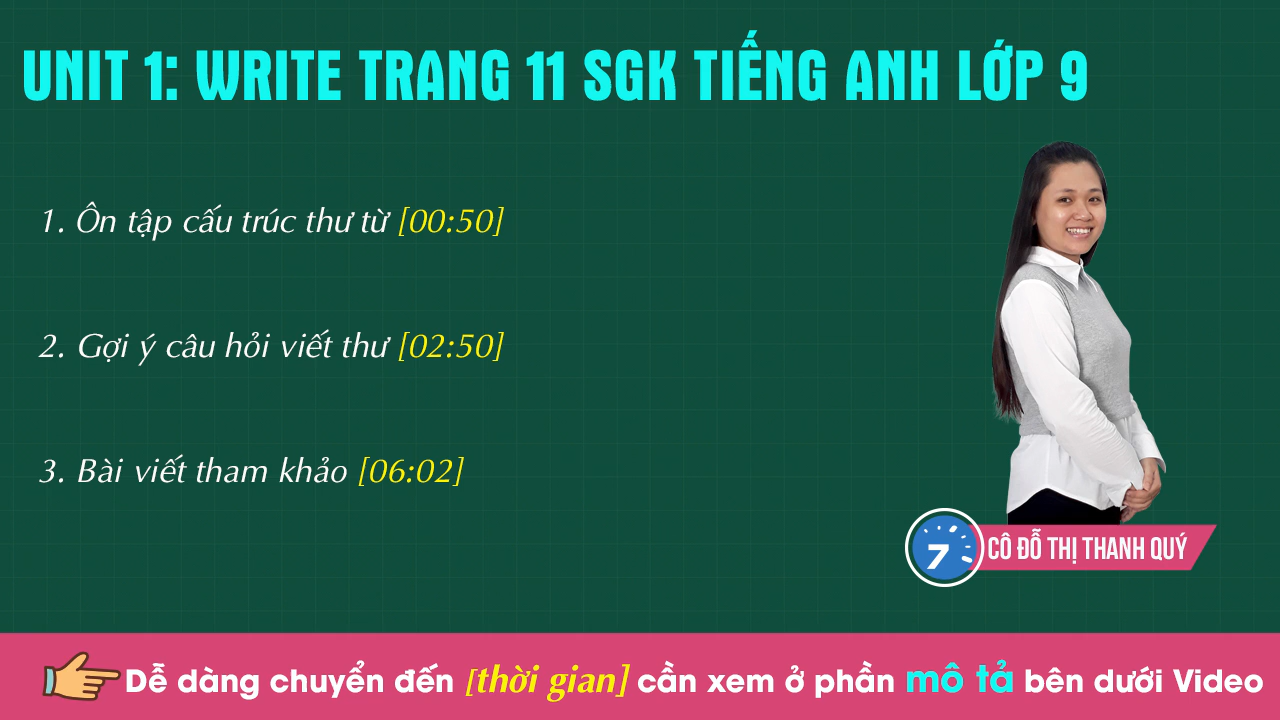 UNIT 1: WRITE TRANG 11 SGK TIẾNG ANH LỚP 9
1. Ôn tập cấu trúc thư từ [00:50]
2. Gợi ý câu hỏi viết thư [02:50]
3. Bài viết tham khảo [06:02]
7 CÔ ĐỖ THỊ THANH QUÝ
Dễ dàng chuyển đến [thời gian] cần xem ở phần mô tả bên dưới Video